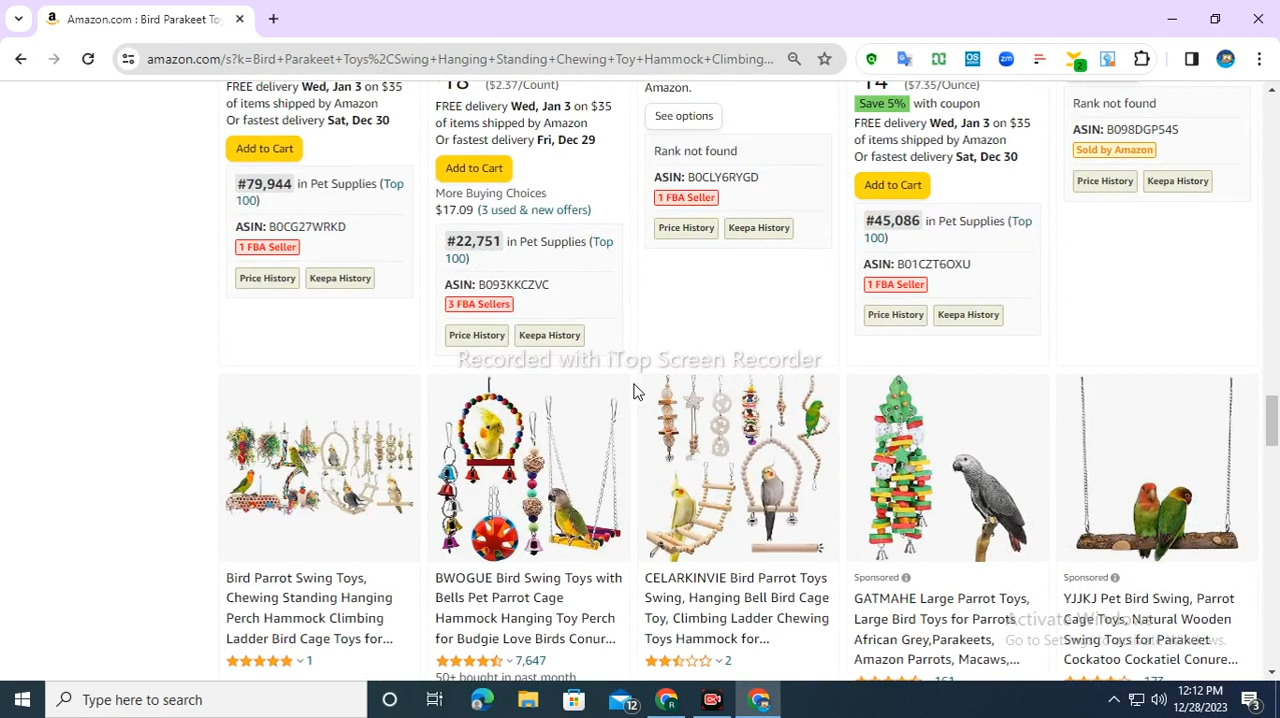 Amazon.com : Bird Parakeet To
amazon.com/s?k=Bird+Parakeet+Toys%2CSwing+Hanging+Standing+Chewing+Toy+Hammock+Climbing...
2
FREE delivery Wed, Jan 3 on $35
of items shipped by Amazon
Or fastest delivery Sat, Dec 30
Add to Cart
#79,944 in Pet Supplies (Top
100)
ASIN: B0CG27WRKD
1 FBA Seller
Price History Keepa History
18 ($2.37/Count)
FREE delivery Wed, Jan 3 on $35
of items shipped by Amazon
Or fastest delivery Fri, Dec 29
Add to Cart
More Buying Choices
$17.09 (3 used & new offers)
#22,751 in Pet Supplies (Top
100)
ASIN: B093KKCZVC
3 FBA Sellers
Price History Keepa History
Amazon.
See options
Rank not found
ASIN: B0CLY6RYGD
1 FBA Seller
Price History Keepa History
14 ($7.35/Ounce)
Save 5% with coupon
FREE delivery Wed, Jan 3 on $35
of items shipped by Amazon
Or fastest delivery Sat, Dec 30
Add to Cart
#45,086 in Pet Supplies (Top
100)
ASIN: B01CZT6OXU
1 FBA Seller
Price History Keepa History
Rank not found
ASIN: B098DGP54S
Sold by Amazon
Price History Keepa History
Recorded with iTop Screen Recorder
Bird Parrot Swing Toys,
Chewing Standing Hanging
Perch Hammock Climbing
Ladder Bird Cage Toys for...
1
BWOGUE Bird Swing Toys with
Bells Pet Parrot Cage
Hammock Hanging Toy Perch
for Budgie Love Birds Conur...
7,647
50+ bought in past month
CELARKINVIE Bird Parrot Toys
Swing, Hanging Bell Bird Cage
Toy, Climbing Ladder Chewing
Toys Hammock for...
2
Sponsored
GATMAHE Large Parrot Toys,
Large Bird Toys for Parrots
African Grey,Parakeets,
Amazon Parrots, Macaws,...
161
Sponsored
YJJKJ Pet Bird Swing, Parrot
Cage Toys, Natural Wooden
Swing Toys for Parakeet
Cockatoo Cockatiel Conure...
177
Activate Windows
Go to Settings to activate Windows.
Type here to search
12
12:12 PM
12/28/2023
3